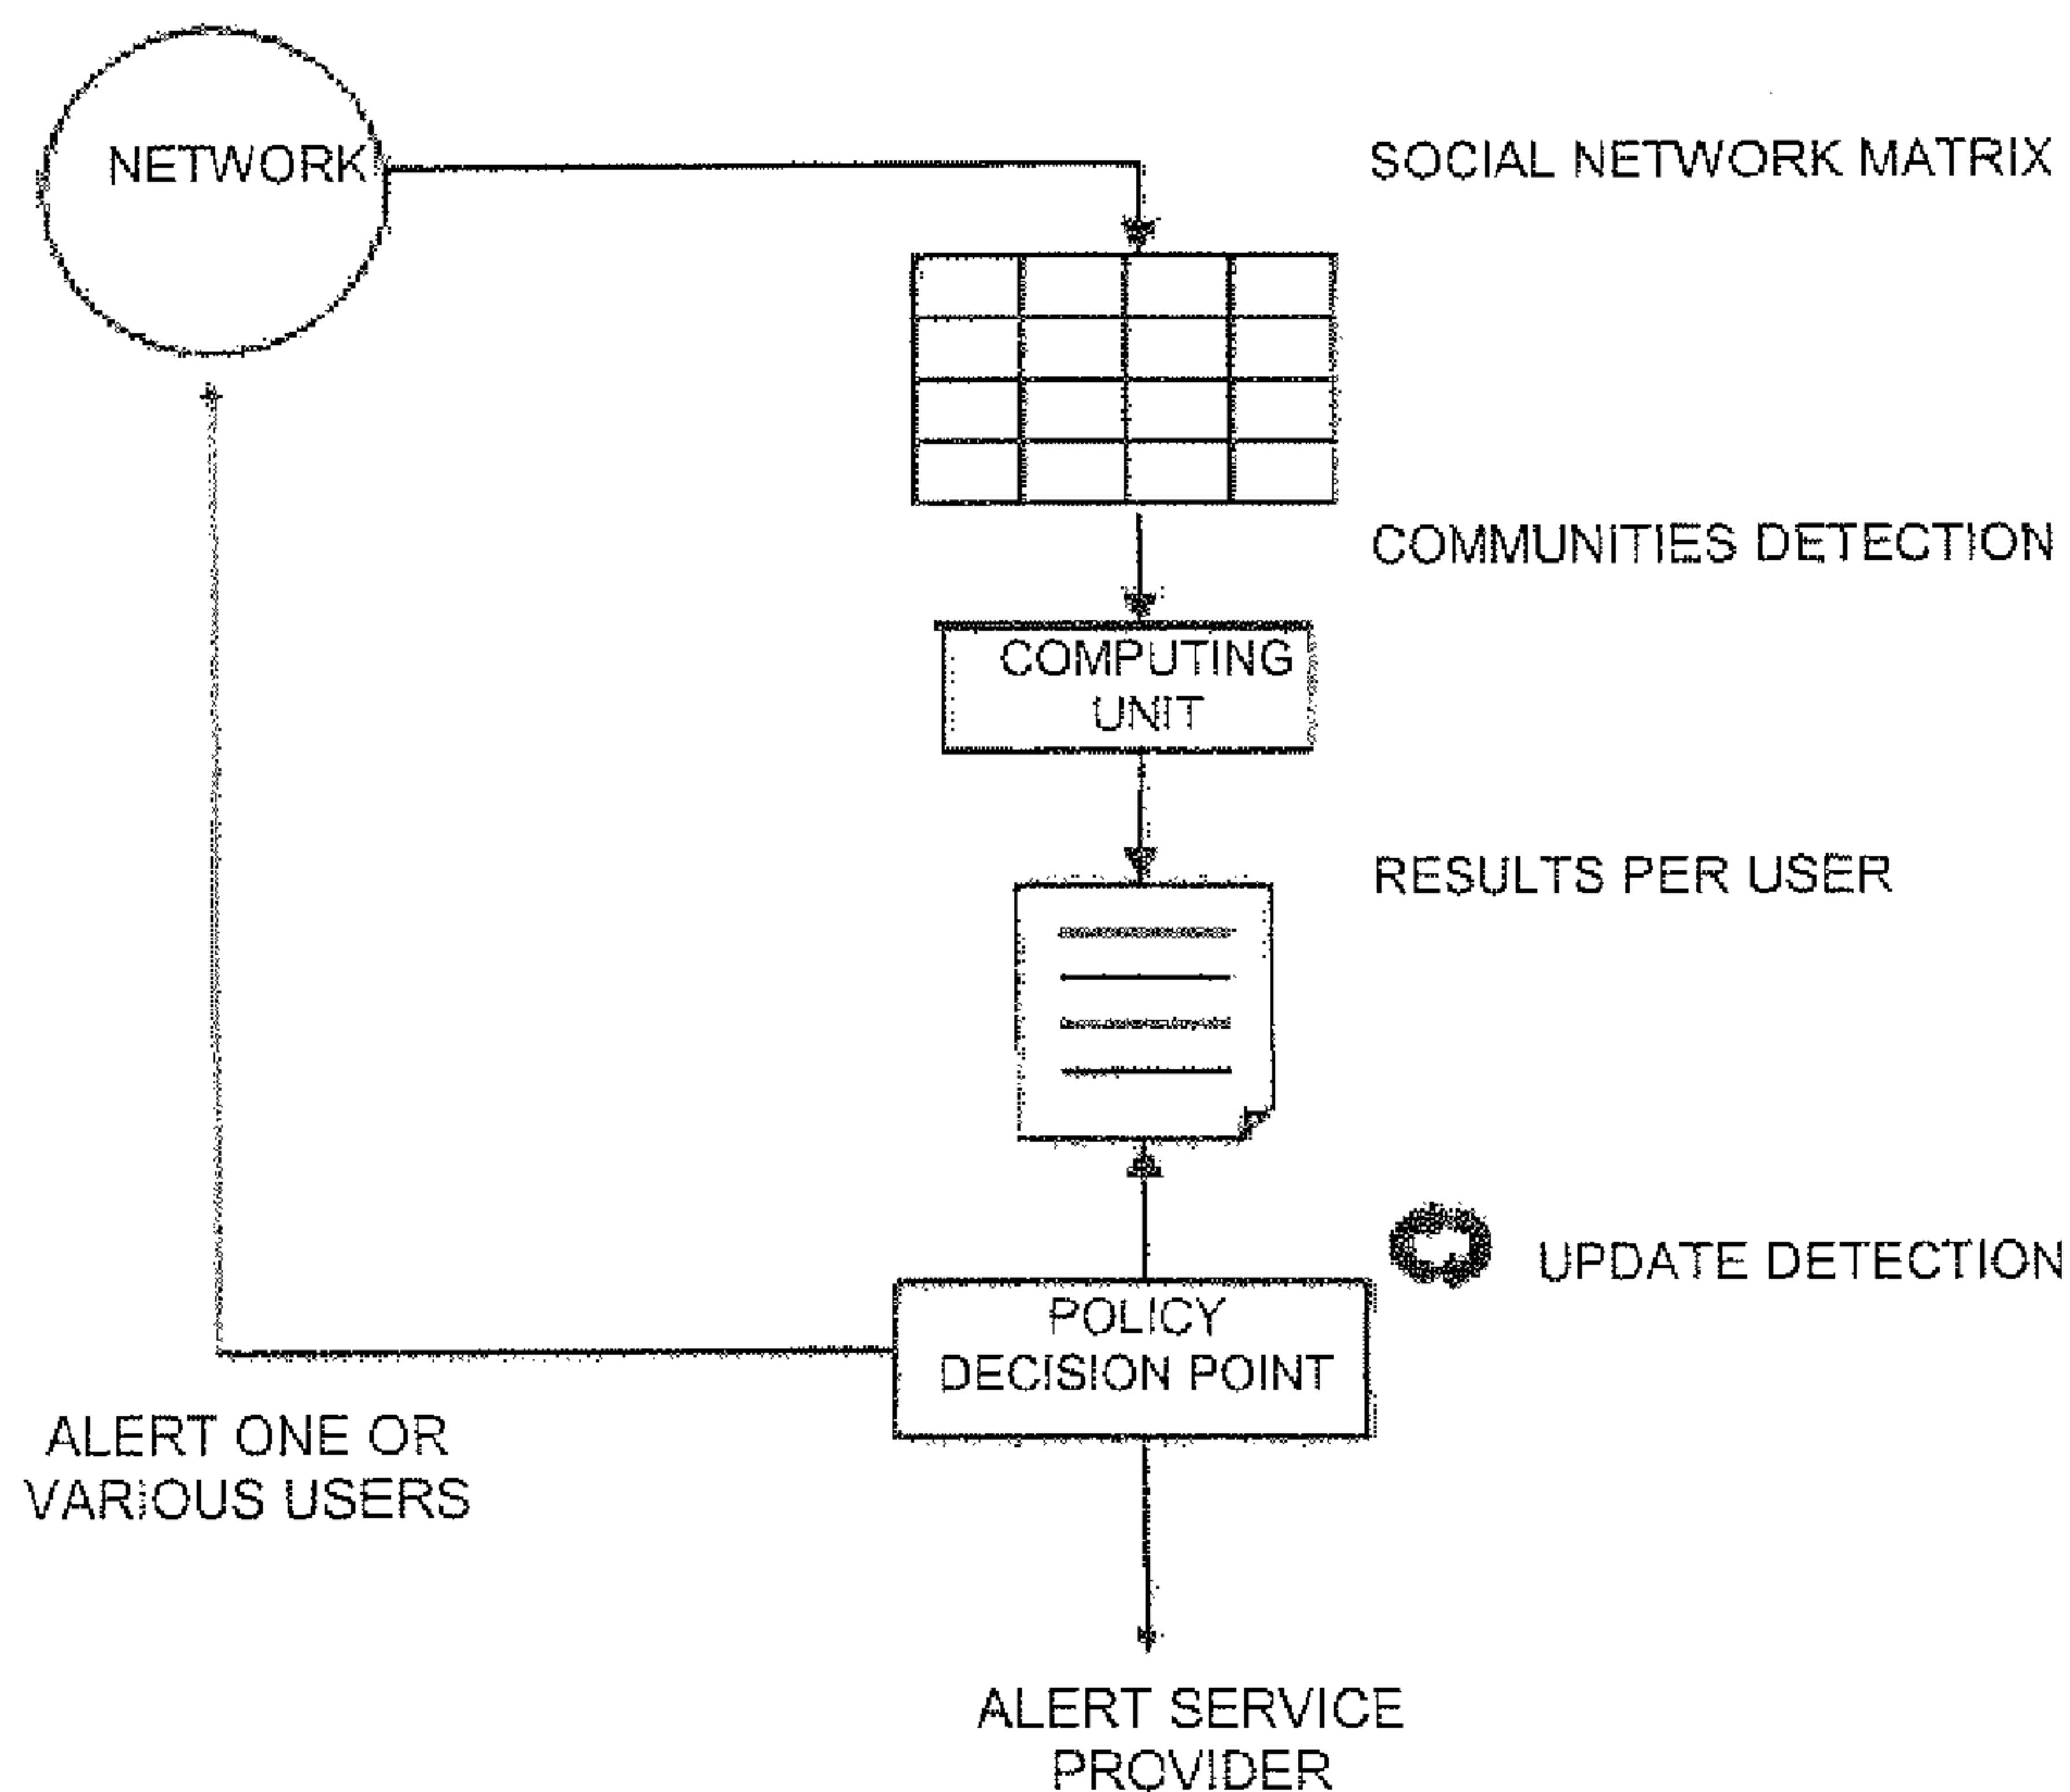 NETWORK
SOCIAL NETWORK MATRIX
COMMUNITIES DETECTION
COMPUTING
UNIT
RESULTS PER USER
UPDATE DETECTION
POLICY
DECISION POINT
ALERT ONE OR
VARIOUS USERS
ALERT SERVICE
PROVIDER